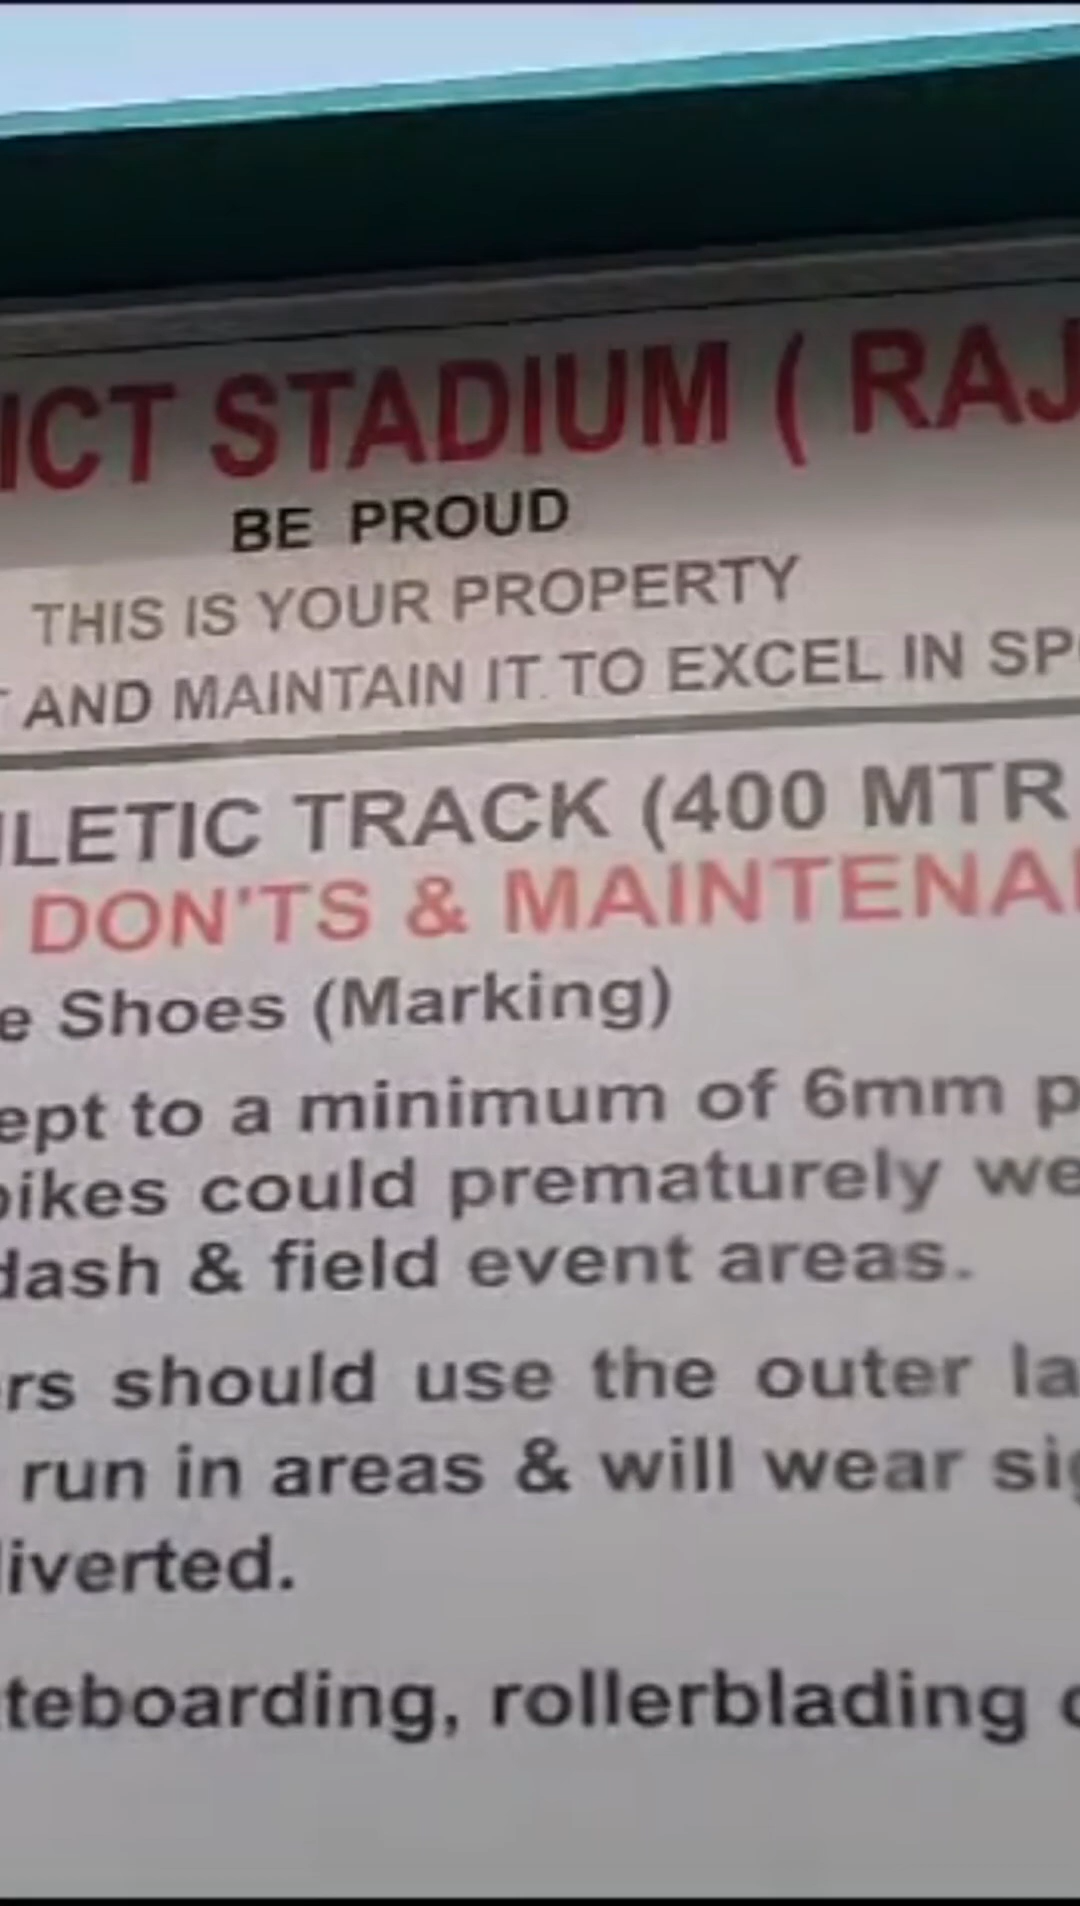 ICT STADIUM ( RAJ
BE PROUD
THIS IS YOUR PROPERTY
AND MAINTAIN IT TO EXCEL IN SP
LETIC TRACK (400 MTR
DON'TS & MAINTENA
e Shoes (Marking)
ept to a minimum of 6mm p
ikes could prematurely we
dash & field event areas.
rs should use the outer la
run in areas & will wear si
iverted.
teboarding, rollerblading